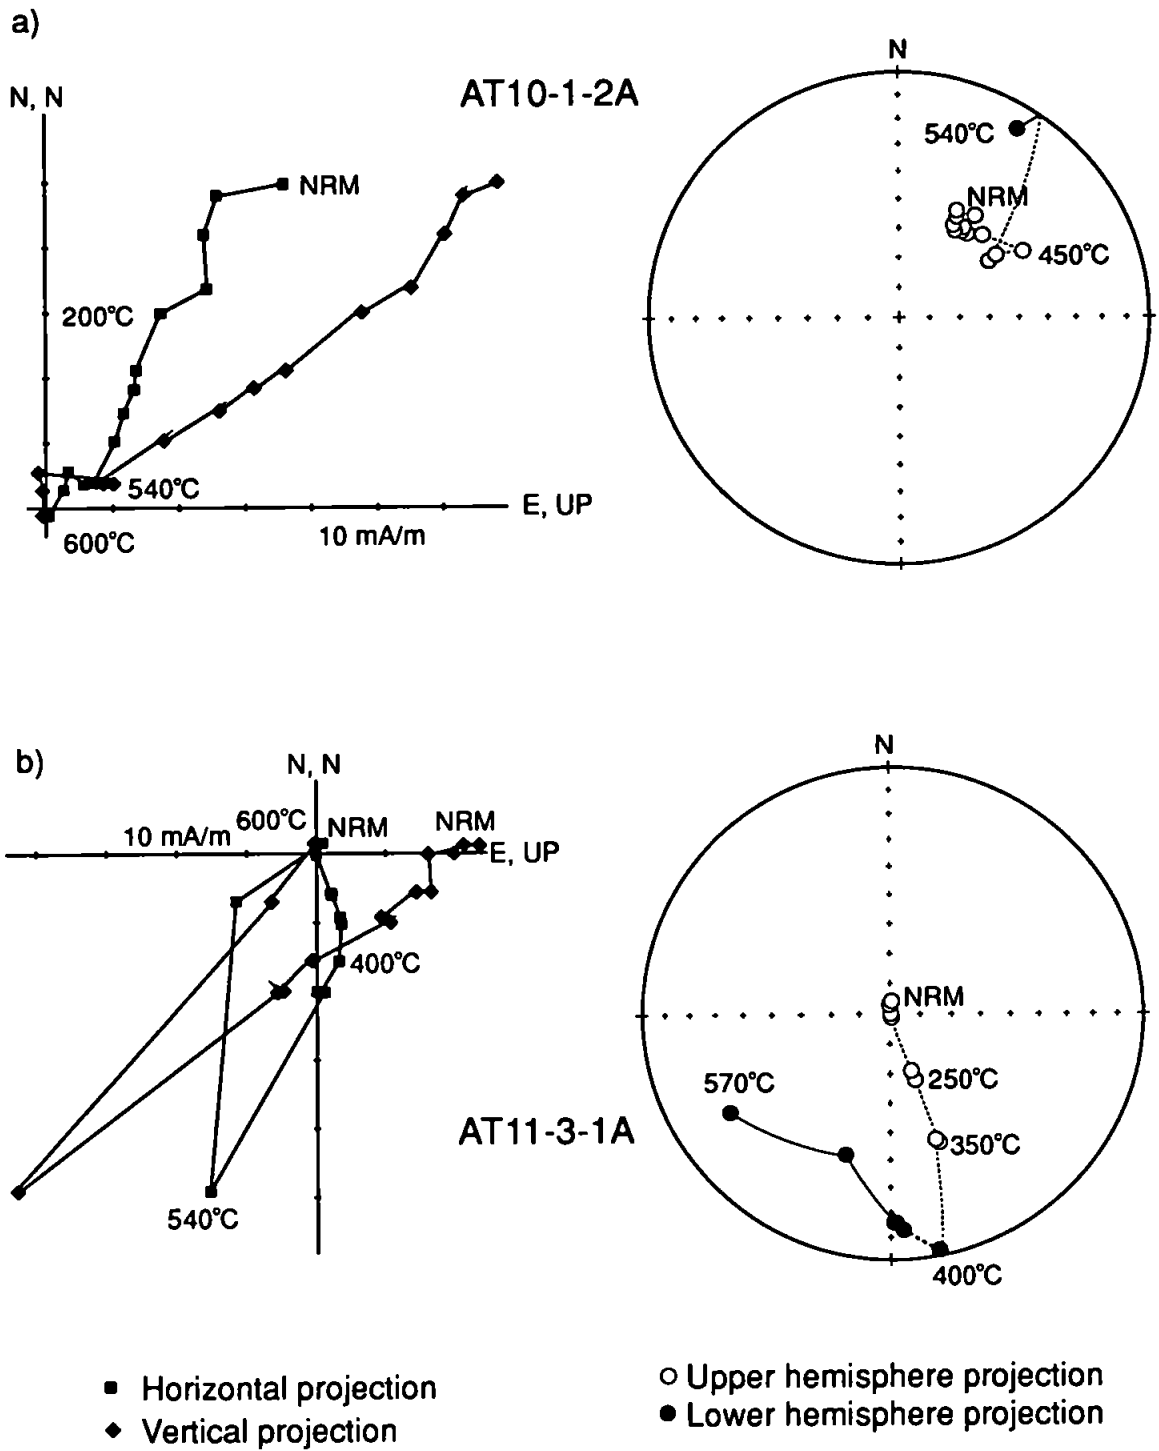 a)
N, N
AT10-1-2A
N
NRM
540°C
NRM
200°C
450°C
540°C
E, UP
10 mA/m
600°C
b)
N, N
N
600°C
NRM
NRM
10 mA/m
E, UP
NRM
400°C
250°C
570°C
AT11-3-1A
350°C
540°C
400°C
Horizontal projection
Vertical projection
Upper hemisphere projection
Lower hemisphere projection